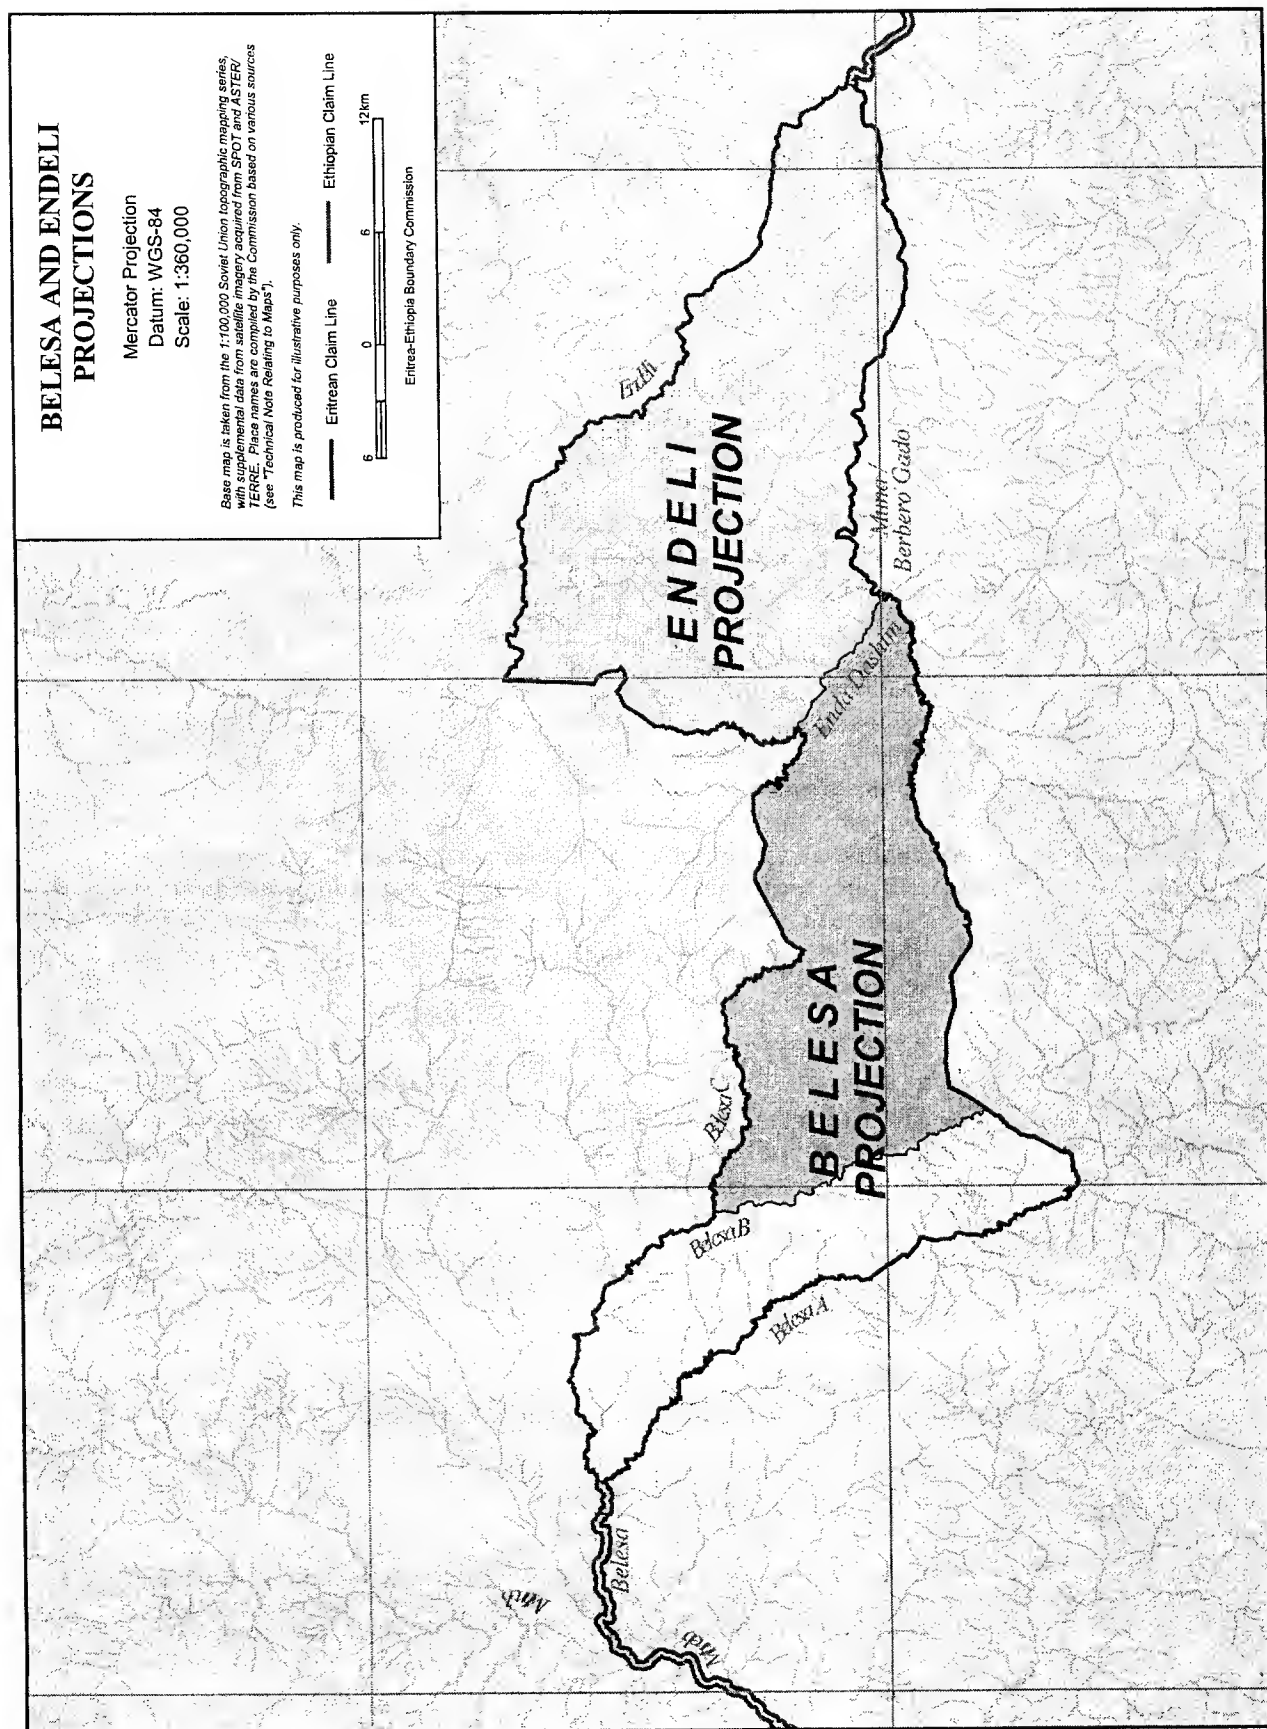 BELESA AND ENDELI
PROJECTIONS
Mercator Projection
Datum: WGS-84
Scale: 1:360,000
Base map is taken from the 1:100,000 Soviet Union topographic mapping series,
with supplemental data from satellite imagery acquired from SPOT and ASTER/
TERRE. Place names are compiled by the Commission based on various sources
(see "Technical Note Relating to Maps").
This map is produced for illustrative purposes only.
Eritrean Claim Line
Ethiopian Claim Line
6 0 6 12km
Eritrea-Ethiopia Boundary Commission
Endeli
ENDELI
PROJECTION
Muna/
Berbero Gado
Enda Dashim
BELESA
PROJECTION
Belesa C
Belesa B
Belesa A
Belesa
Mareb
Mareb